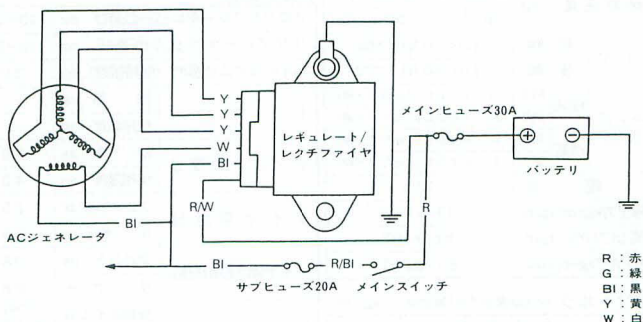 Y
Y
Y
W
Bl
R/W
レギュレート/
レクチファイヤ
メインヒューズ30A
バッテリ
R
ACジェネレータ
Bl
Bl
R/Bl
サブヒューズ20A
メインスイッチ
R : 赤
G : 緑
Bl : 黒
Y : 黄
W : 白